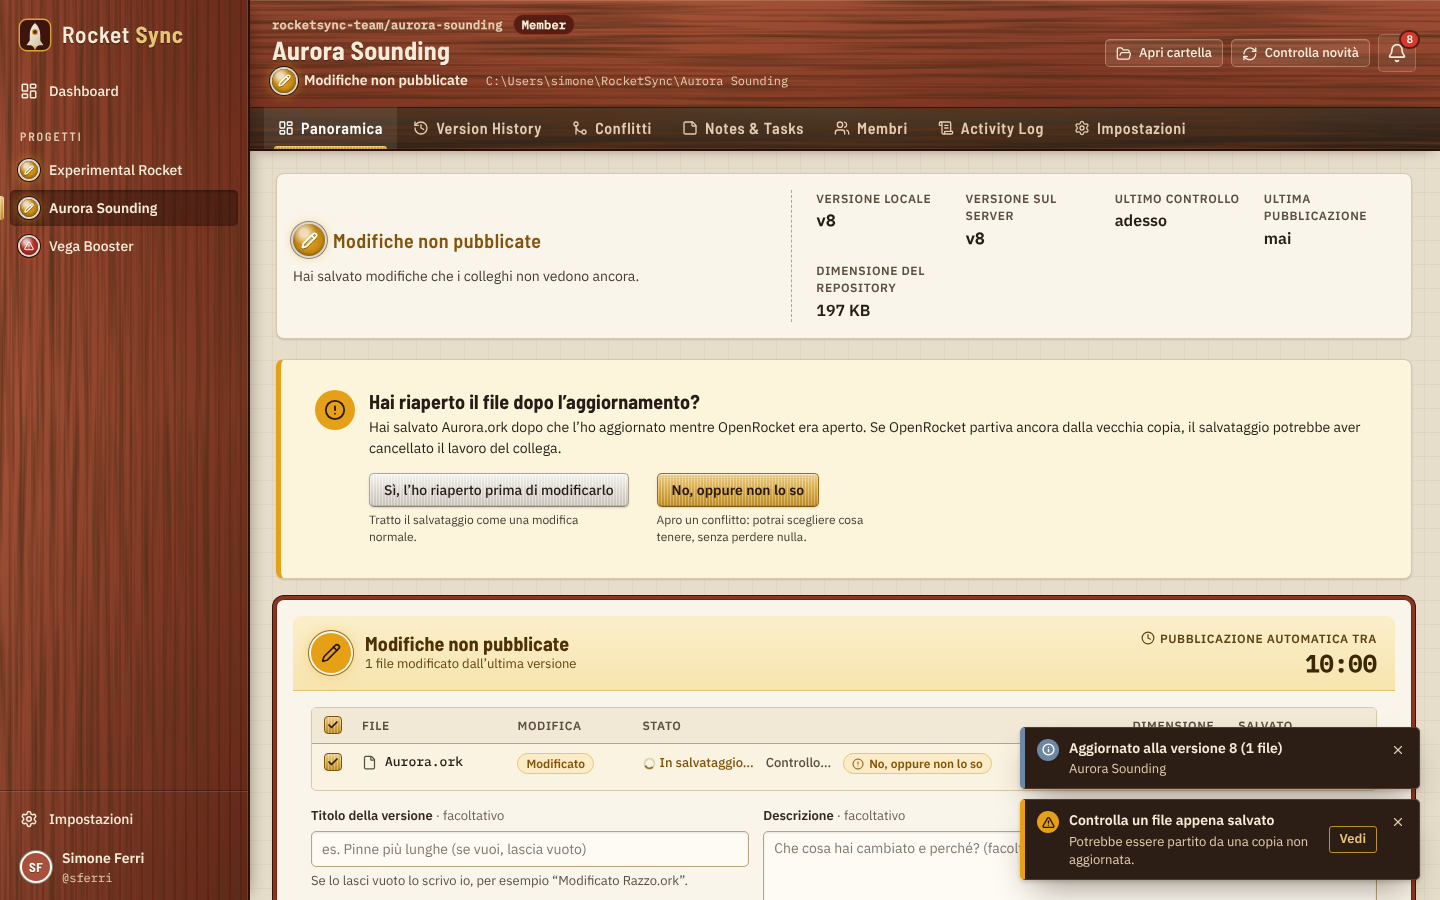 Rocket Sync
Dashboard
PROGETTI
Experimental Rocket
Aurora Sounding
Vega Booster
Impostazioni
SF
Simone Ferri
@sferri
rocketsync-team/aurora-sounding Member
Aurora Sounding
Modifiche non pubblicate C:\Users\simone\RocketSync\Aurora Sounding
Apri cartella
Controlla novità
8
Panoramica
Version History
Conflitti
Notes & Tasks
Membri
Activity Log
Impostazioni
Modifiche non pubblicate
Hai salvato modifiche che i colleghi non vedono ancora.
VERSIONE LOCALE
v8
VERSIONE SUL
SERVER
v8
ULTIMO CONTROLLO
adesso
ULTIMA
PUBBLICAZIONE
mai
DIMENSIONE DEL
REPOSITORY
197 KB
Hai riaperto il file dopo l’aggiornamento?
Hai salvato Aurora.ork dopo che l’ho aggiornato mentre OpenRocket era aperto. Se OpenRocket partiva ancora dalla vecchia copia, il salvataggio potrebbe aver
cancellato il lavoro del collega.
Sì, l’ho riaperto prima di modificarlo
Tratto il salvataggio come una modifica
normale.
No, oppure non lo so
Apro un conflitto: potrai scegliere cosa
tenere, senza perdere nulla.
Modifiche non pubblicate
1 file modificato dall’ultima versione
PUBBLICAZIONE AUTOMATICA TRA
10:00
FILE MODIFICA STATO DIMENSIONE SALVATO
Aurora.ork Modificato In salvataggio… Controllo… No, oppure non lo so
Titolo della versione · facoltativo
es. Pinne più lunghe (se vuoi, lascia vuoto)
Se lo lasci vuoto lo scrivo io, per esempio “Modificato Razzo.ork”.
Descrizione · facoltativo
Che cosa hai cambiato e perché? (facolt
Aggiornato alla versione 8 (1 file)
Aurora Sounding
Controlla un file appena salvato
Potrebbe essere partito da una copia non
aggiornata.
Vedi